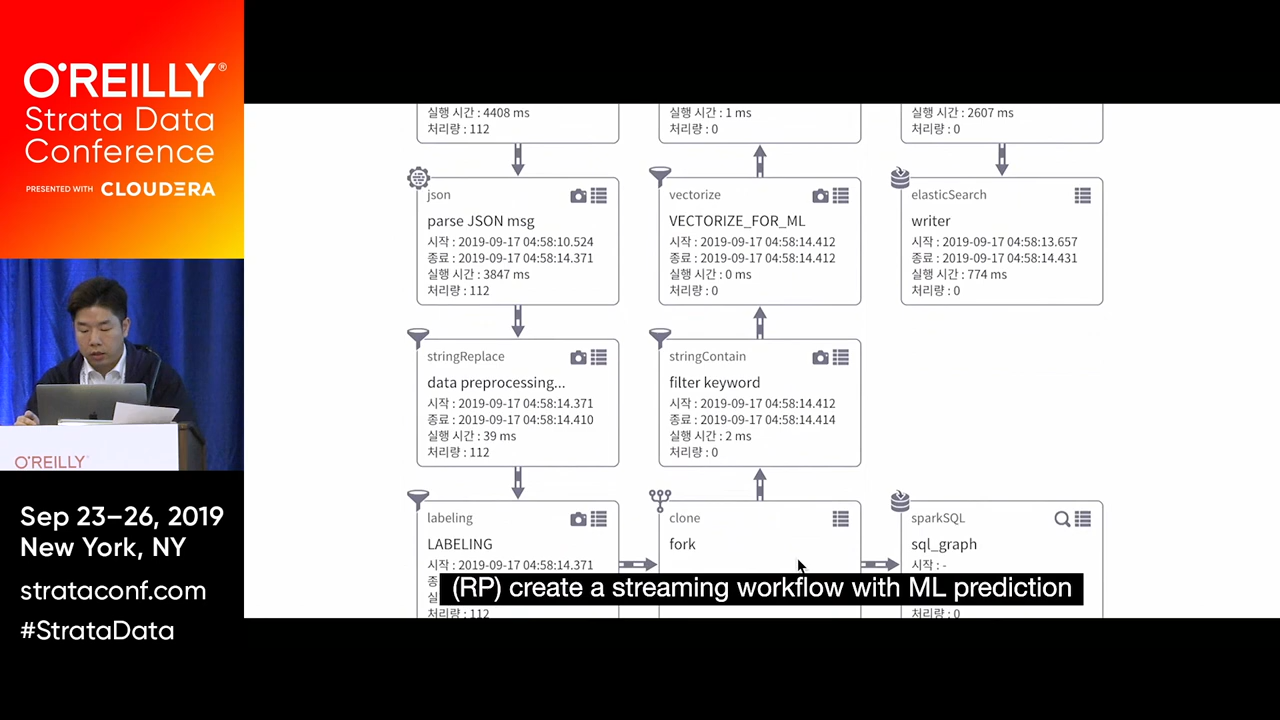 O'REILLY®
Strata Data
Conference
PRESENTED WITH CLOUDERA
O'REILLY
Sep 23–26, 2019
New York, NY
strataconf.com
#StrataData
실행 시간 : 4408 ms
처리량 : 112
json
parse JSON msg
시작 : 2019-09-17 04:58:10.524
종료 : 2019-09-17 04:58:14.371
실행 시간 : 3847 ms
처리량 : 112
stringReplace
data preprocessing...
시작 : 2019-09-17 04:58:14.371
종료 : 2019-09-17 04:58:14.410
실행 시간 : 39 ms
처리량 : 112
labeling
LABELING
시작 : 2019-09-17 04:58:14.371
처리량 : 112
실행 시간 : 1 ms
처리량 : 0
vectorize
VECTORIZE_FOR_ML
시작 : 2019-09-17 04:58:14.412
종료 : 2019-09-17 04:58:14.412
실행 시간 : 0 ms
처리량 : 0
stringContain
filter keyword
시작 : 2019-09-17 04:58:14.412
종료 : 2019-09-17 04:58:14.414
실행 시간 : 2 ms
처리량 : 0
clone
fork
실행 시간 : 2607 ms
처리량 : 0
elasticSearch
writer
시작 : 2019-09-17 04:58:13.657
종료 : 2019-09-17 04:58:14.431
실행 시간 : 774 ms
처리량 : 0
sparkSQL
sql_graph
시작 : -
처리량 : 0
(RP) create a streaming workflow with ML prediction